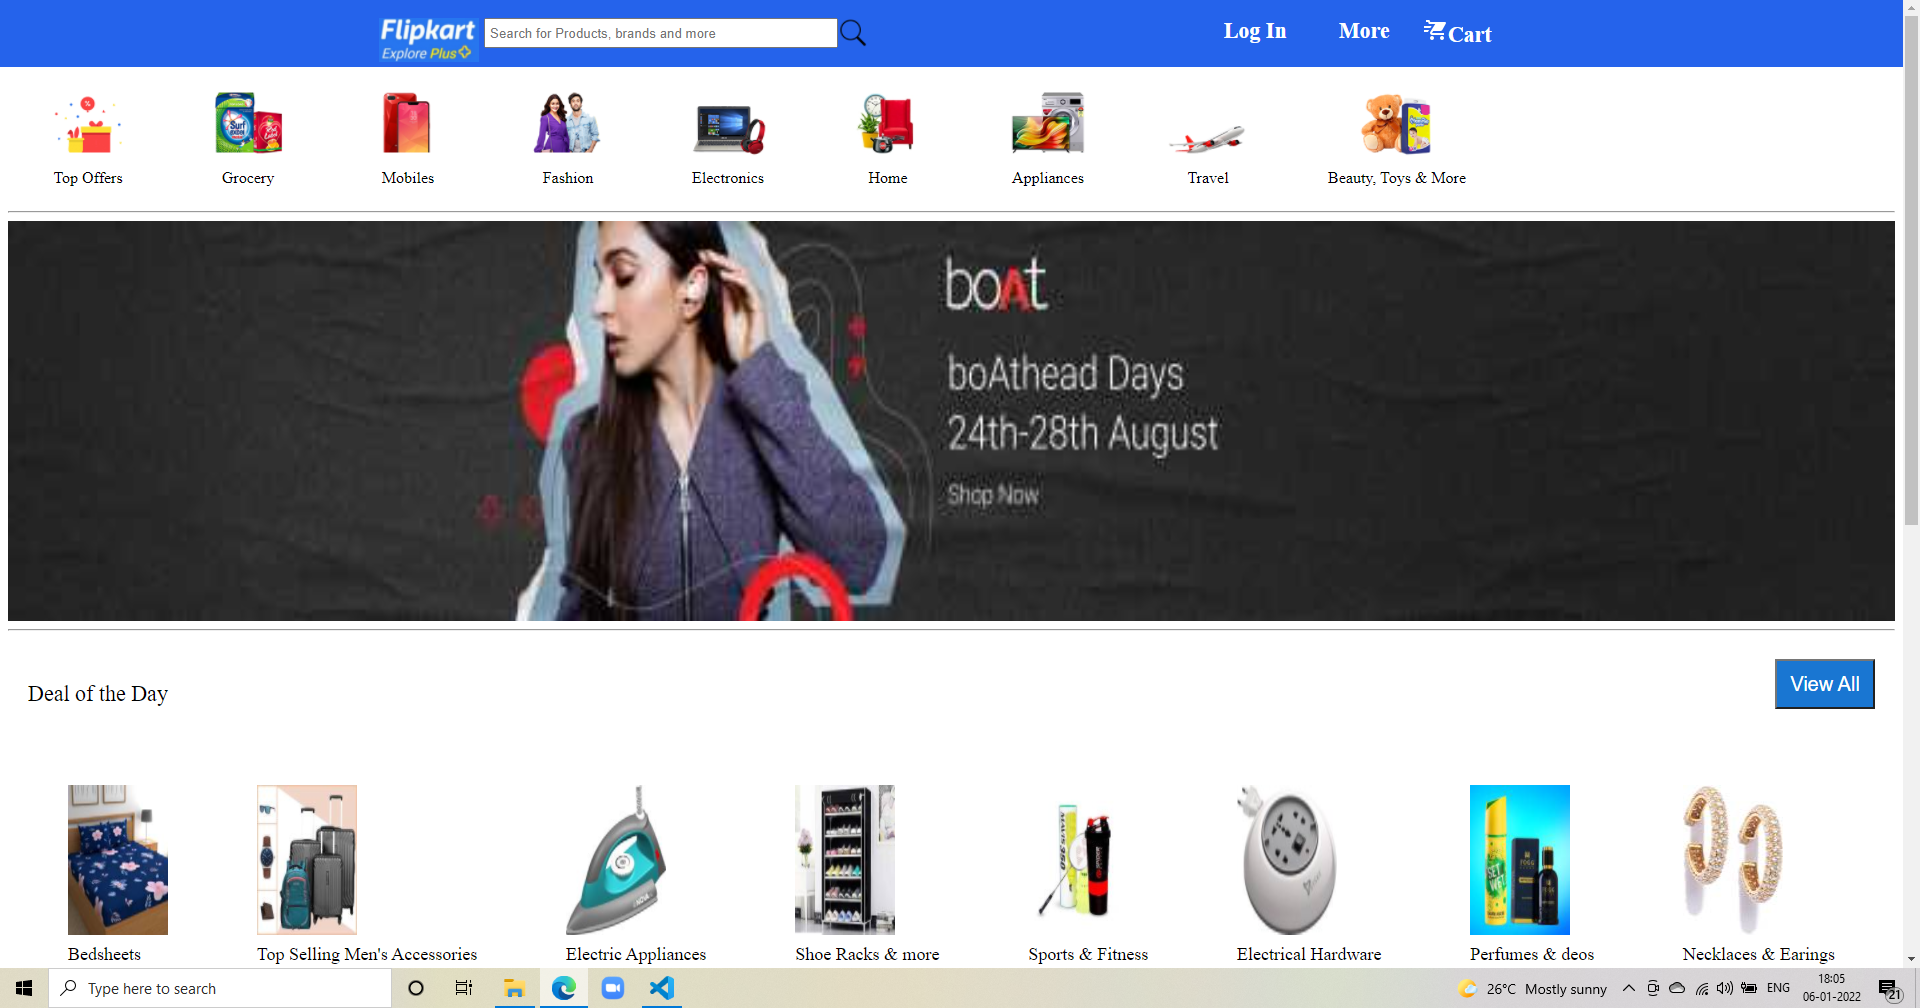 Flipkart
Explore Plus
Search for Products, brands and more
Log In
More
Cart
Top Offers
Grocery
Mobiles
Fashion
Electronics
Home
Appliances
Travel
Beauty, Toys & More
boAt
boAthead Days
24th-28th August
Shop Now
Deal of the Day
View All
Bedsheets
Top Selling Men's Accessories
Electric Appliances
Shoe Racks & more
Sports & Fitness
Electrical Hardware
Perfumes & deos
Necklaces & Earings
Type here to search
26°C Mostly sunny
ENG
18:05
06-01-2022
21